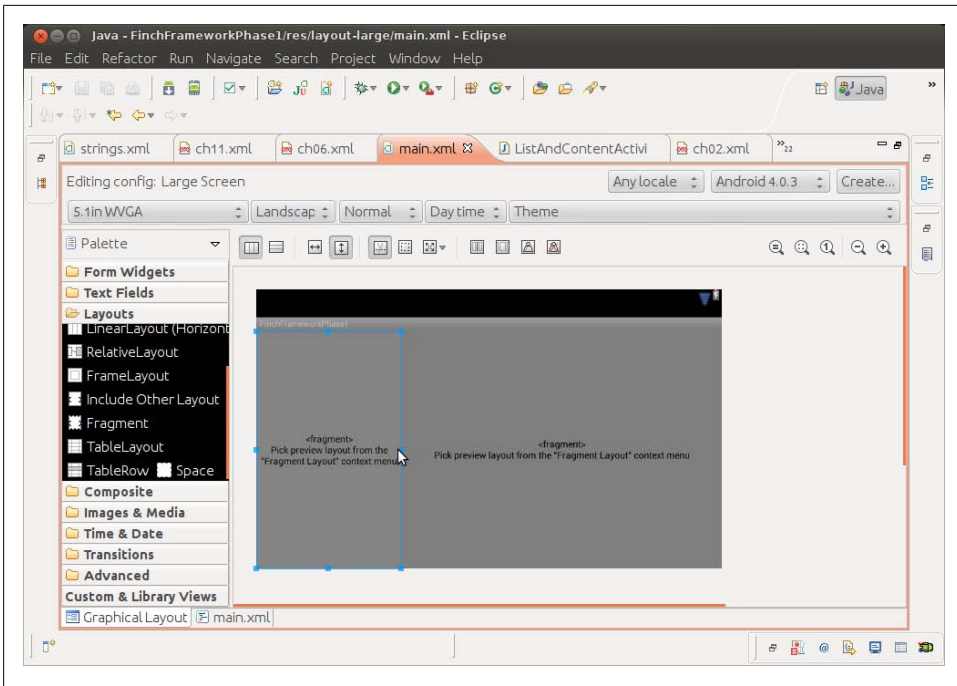 Java - FinchFrameworkPhase1/res/layout-large/main.xml - Eclipse
File Edit Refactor Run Navigate Search Project Window Help
Java »
strings.xml ch11.xml ch06.xml main.xml ListAndContentActivi ch02.xml »22
Editing config: Large Screen Any locale Android 4.0.3 Create...
5.1in WVGA Landscap Normal Day time Theme
Palette
Form Widgets
Text Fields
Layouts
LinearLayout (Horizont
RelativeLayout
FrameLayout
Include Other Layout
Fragment
TableLayout
TableRow Space
Composite
Images & Media
Time & Date
Transitions
Advanced
Custom & Library Views
FinchFrameworkPhase1
<fragment>
Pick preview layout from the
"Fragment Layout" context menu
<fragment>
Pick preview layout from the "Fragment Layout" context menu
Graphical Layout main.xml